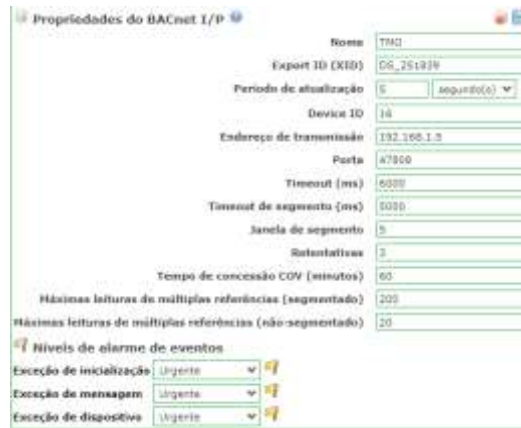 Propriedades do BACnet I/P
Nome
Export ID (XID) DS_251839
Período de atualização 5 segundo(s)
Device ID 16
Endereço de transmissão 192.168.1.5
Porta 47808
Timeout (ms) 6000
Timeout de segmento (ms) 5000
Janela de segmento 5
Retentativas 3
Tempo de concessão COV (minutos) 60
Máximas leituras de múltiplas referências (segmentado) 200
Máximas leituras de múltiplas referências (não-segmentado) 20
Níveis de alarme de eventos
Exceção de inicialização Urgente
Exceção de mensagem Urgente
Exceção de dispositivo Urgente